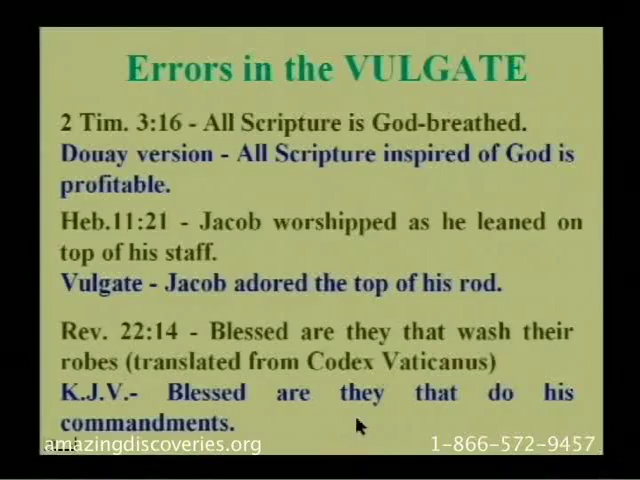 Errors in the VULGATE
2 Tim. 3:16 - All Scripture is God-breathed.
Douay version - All Scripture inspired of God is
profitable.
Heb.11:21 - Jacob worshipped as he leaned on
top of his staff.
Vulgate - Jacob adored the top of his rod.
Rev. 22:14 - Blessed are they that wash their
robes (translated from Codex Vaticanus)
K.J.V.- Blessed are they that do his
commandments.
amazingdiscoveries.org 1-866-572-9457